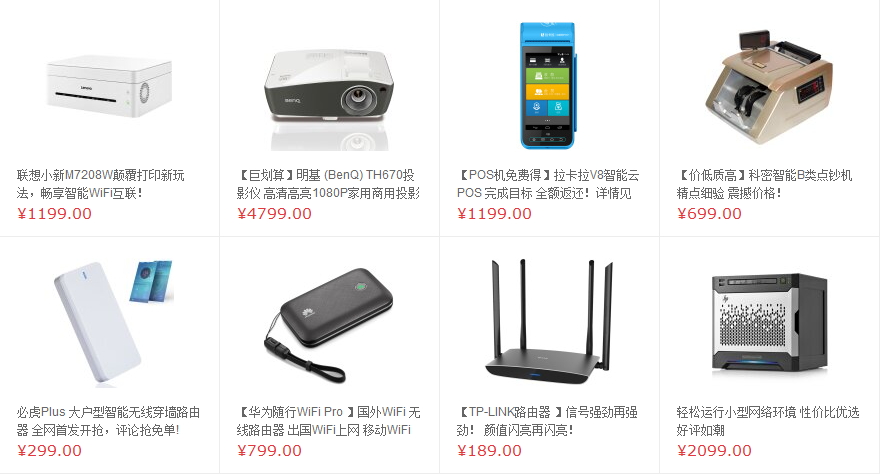 lenovo
BenQ
联想小新M7208W颠覆打印新玩
法，畅享智能WiFi互联！
¥1199.00
【巨划算】明基 (BenQ) TH670投
影仪 高清高亮1080P家用商用投影
¥4799.00
【POS机免费得】拉卡拉V8智能云
POS 完成目标 全额返还！详情见
¥1199.00
【价低质高】科密智能B类点钞机
精点细验 震撼价格！
¥699.00
HUAWEI
hp
必虎Plus 大户型智能无线穿墙路由
器 全网首发开抢，评论抢免单!
¥299.00
【华为随行WiFi Pro 】国外WiFi 无
线路由器 出国WiFi上网 移动WiFi
¥799.00
【TP-LINK路由器 】信号强劲再强
劲！ 颜值闪亮再闪亮！
¥189.00
轻松运行小型网络环境 性价比优选
好评如潮
¥2099.00